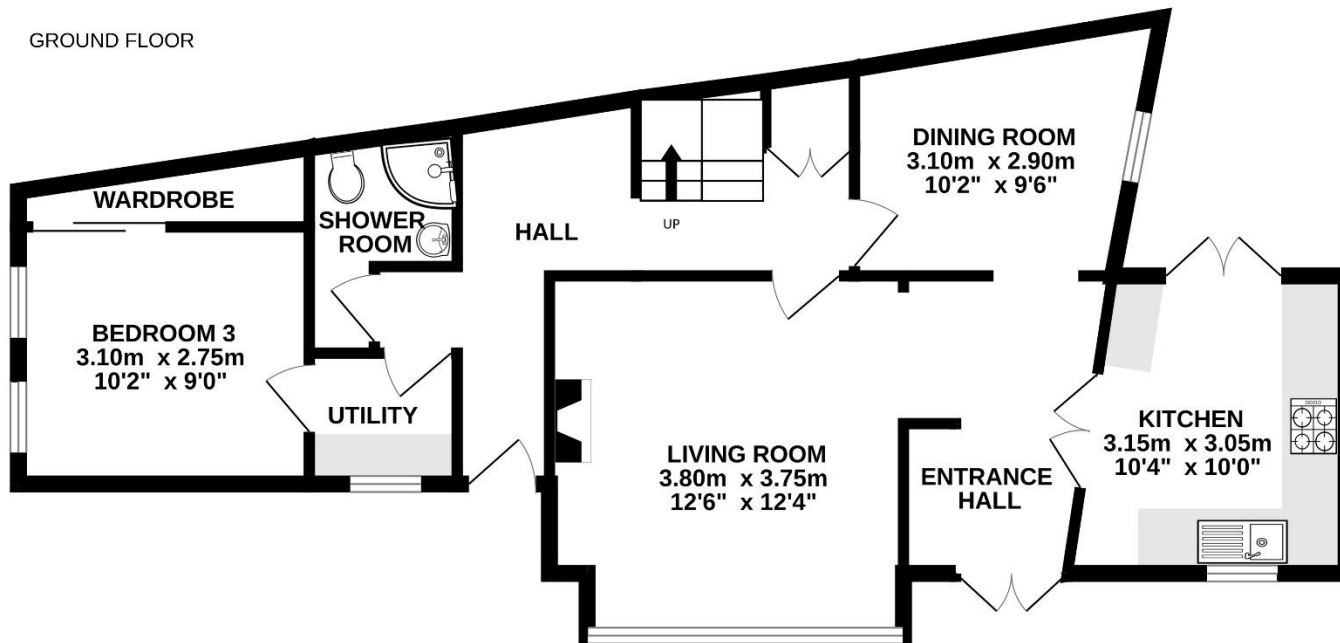 GROUND FLOOR
WARDROBE
SHOWER
ROOM
HALL
UP
DINING ROOM
3.10m x 2.90m
10'2" x 9'6"
BEDROOM 3
3.10m x 2.75m
10'2" x 9'0"
UTILITY
LIVING ROOM
3.80m x 3.75m
12'6" x 12'4"
ENTRANCE
HALL
KITCHEN
3.15m x 3.05m
10'4" x 10'0"